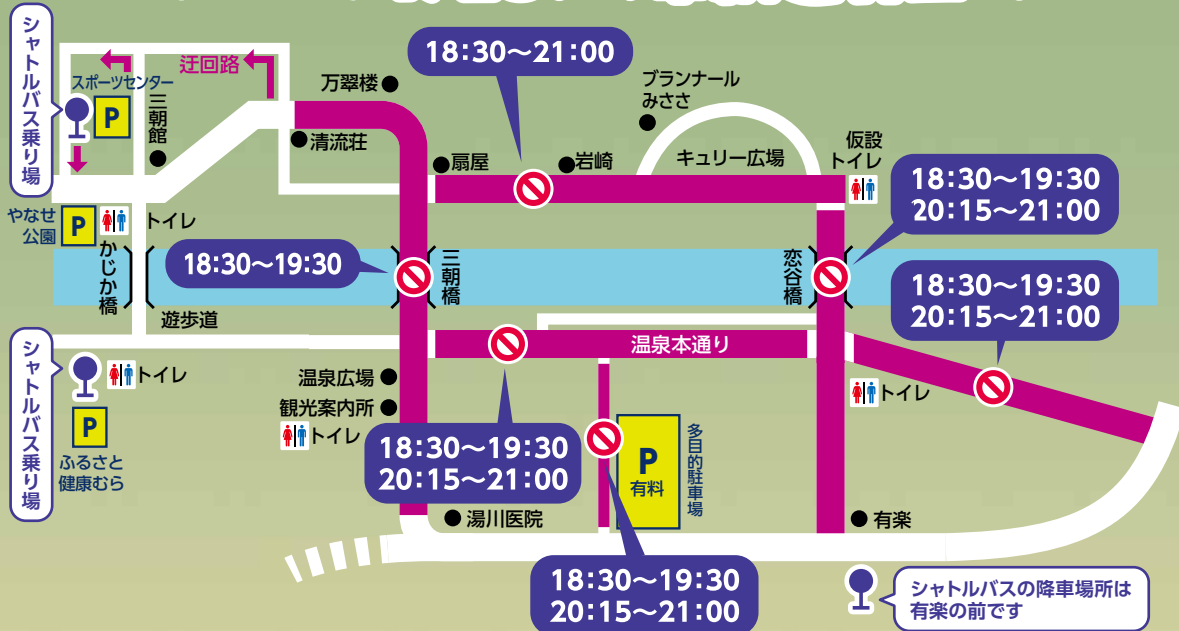 シャトルバス乗り場
迂回路
スポーツセンター
P
三朝館
万翠楼
清流荘
18:30〜21:00
ブランナール
みささ
扇屋
岩崎
キュリー広場
仮設
トイレ
18:30〜19:30
20:15〜21:00
やなせ
公園
P
トイレ
かじか橋
18:30〜19:30
三朝橋
恋谷橋
18:30〜19:30
20:15〜21:00
遊歩道
シャトルバス乗り場
トイレ
P
ふるさと
健康むら
温泉本通り
温泉広場
観光案内所
トイレ
18:30〜19:30
20:15〜21:00
P
有料
多目的駐車場
トイレ
湯川医院
有楽
18:30〜19:30
20:15〜21:00
シャトルバスの降車場所は
有楽の前です